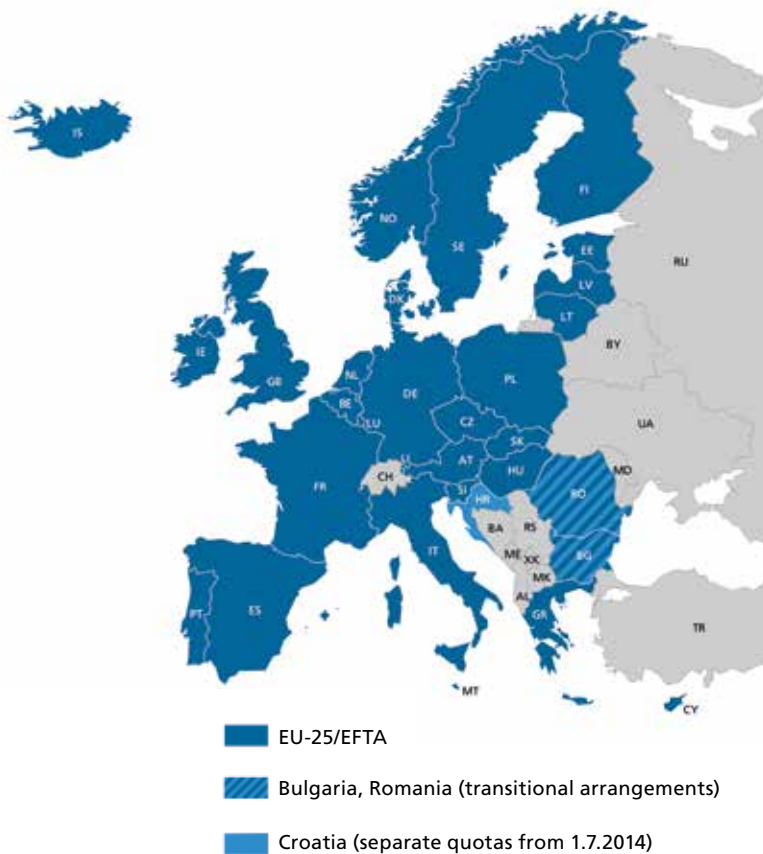 IS
FI
NO
SE
EE
RU
LV
DK
LT
IE
BY
GB
NL
PL
DE
BE
LU
CZ
UA
SK
LI
AT
MD
FR
CH
HU
SI
RO
HR
BA
RS
IT
ME
XK
BG
MK
AL
PT
ES
GR
TR
MT
CY
EU-25/EFTA
Bulgaria, Romania (transitional arrangements)
Croatia (separate quotas from 1.7.2014)